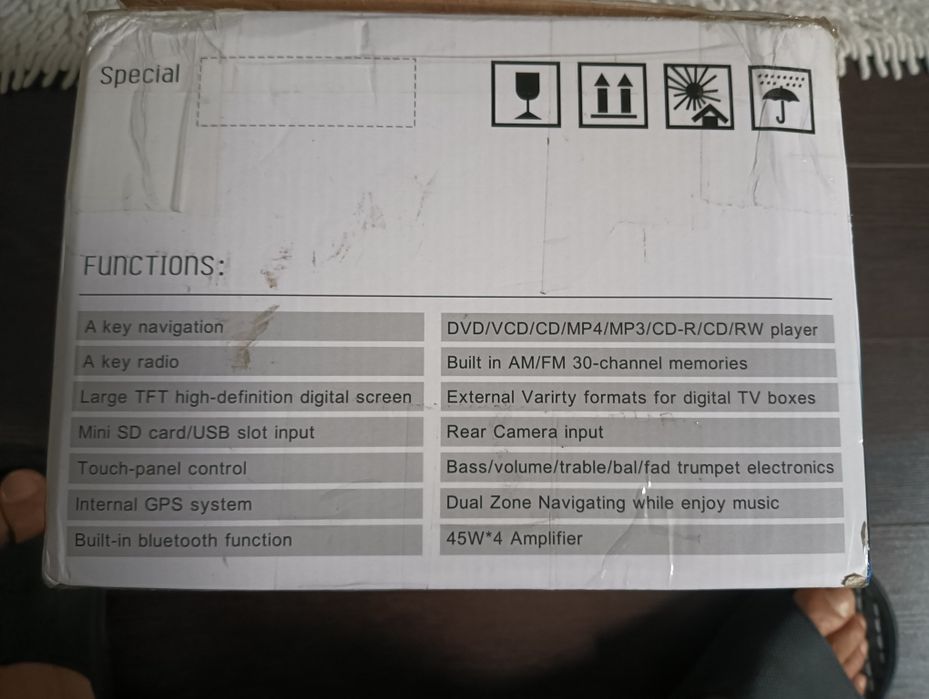 Special
FUNCTIONS:
A key navigation
DVD/VCD/CD/MP4/MP3/CD-R/CD/RW player
A key radio
Built in AM/FM 30-channel memories
Large TFT high-definition digital screen
External Varirty formats for digital TV boxes
Mini SD card/USB slot input
Rear Camera input
Touch-panel control
Bass/volume/trable/bal/fad trumpet electronics
Internal GPS system
Dual Zone Navigating while enjoy music
Built-in bluetooth function
45W*4 Amplifier